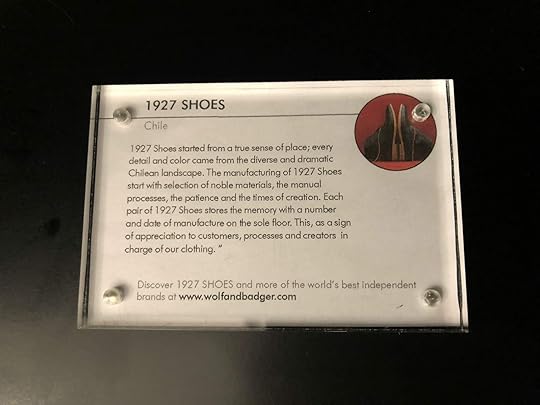 1927 SHOES
Chile
1927 Shoes started from a true sense of place; every
detail and color came from the diverse and dramatic
Chilean landscape. The manufacturing of 1927 Shoes
start with selection of noble materials, the manual
processes, the patience and the times of creation. Each
pair of 1927 Shoes stores the memory with a number
and date of manufacture on the sole floor. This, as a sign
of appreciation to customers, processes and creators in
charge of our clothing. "
Discover 1927 SHOES and more of the world's best independent
brands at www.wolfandbadger.com